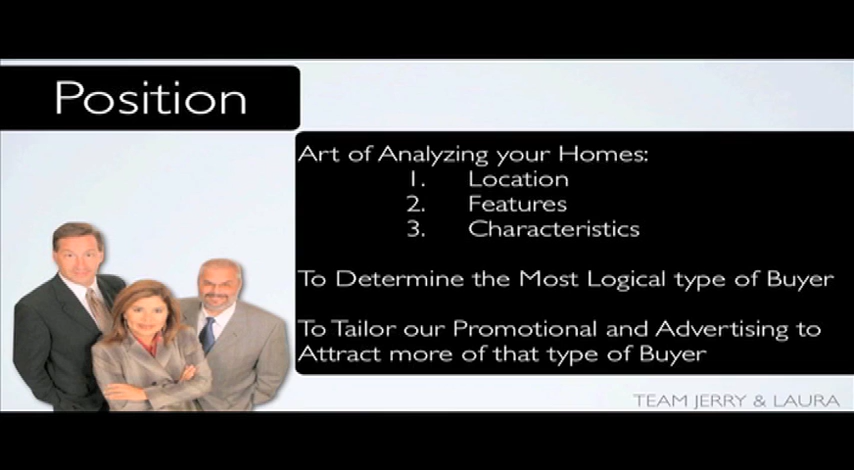 Position
Art of Analyzing your Homes:
1. Location
2. Features
3. Characteristics
To Determine the Most Logical type of Buyer
To Tailor our Promotional and Advertising to
Attract more of that type of Buyer
TEAM JERRY & LAURA